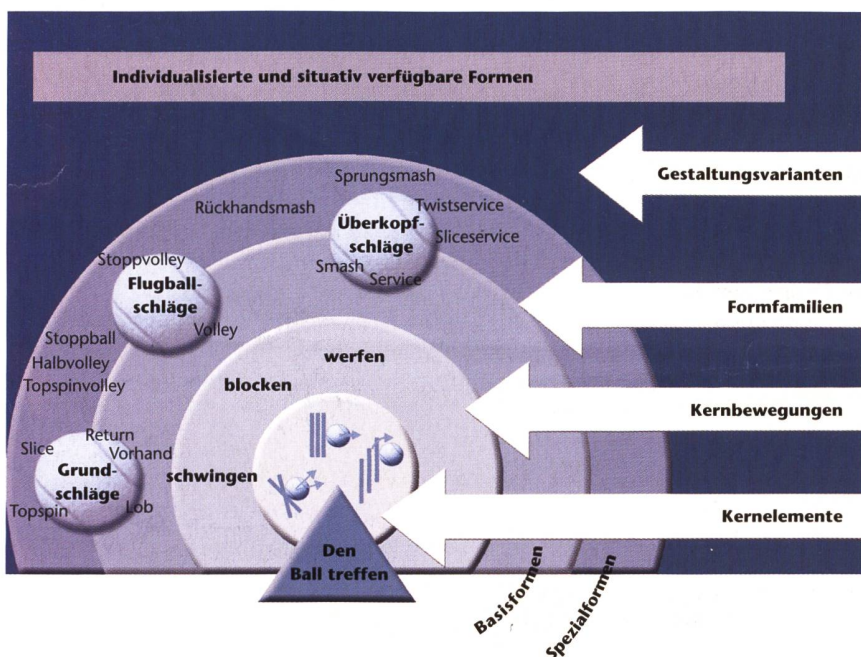 Individualisierte und situativ verfügbare Formen
Gestaltungsvarianten
Sprungsmash
Rückhandsmash
Twistservice
Überkopf-
schläge
Sliceservice
Smash
Service
Stoppvolley
Flugball-
schläge
Volley
Formfamilien
Stoppball
Halbvolley
Topspinvolley
werfen
blocken
Kernbewegungen
Return
Slice
Vorhand
Grund-
schläge
Topspin
Lob
schwingen
Kernelemente
Den
Ball treffen
Basisformen
Spezialformen